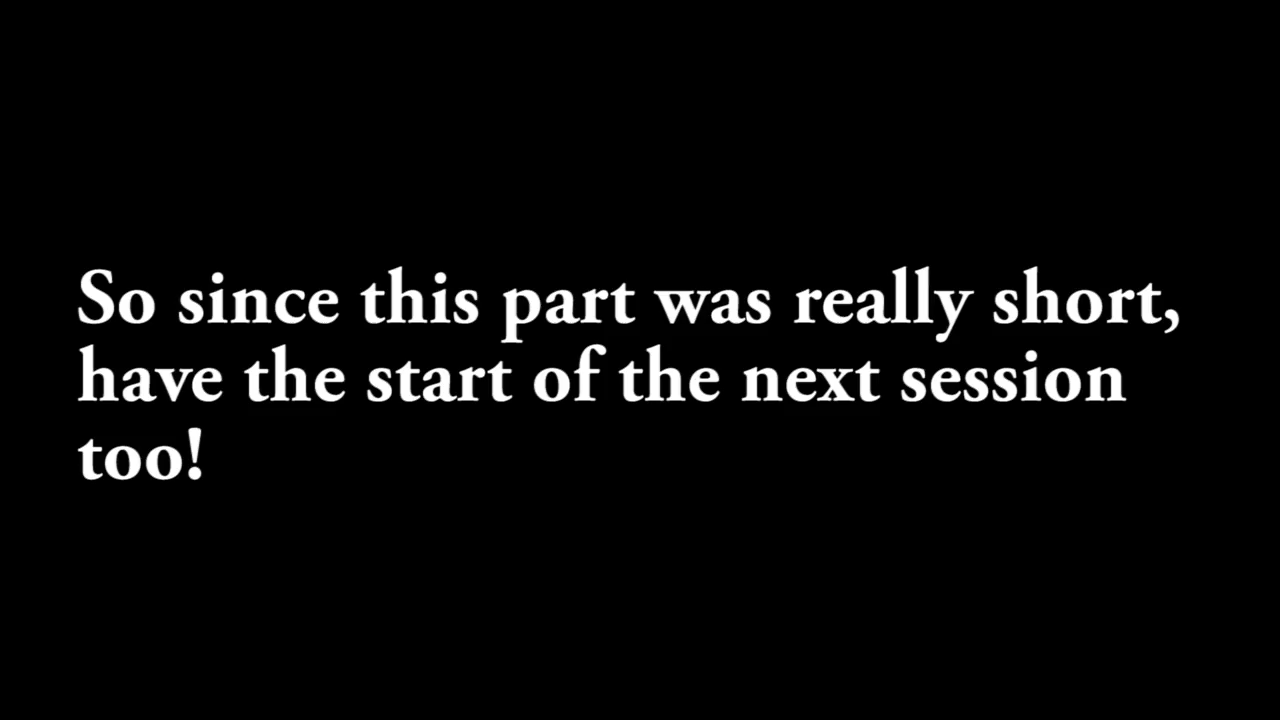 So since this part was really short,
have the start of the next session
too!